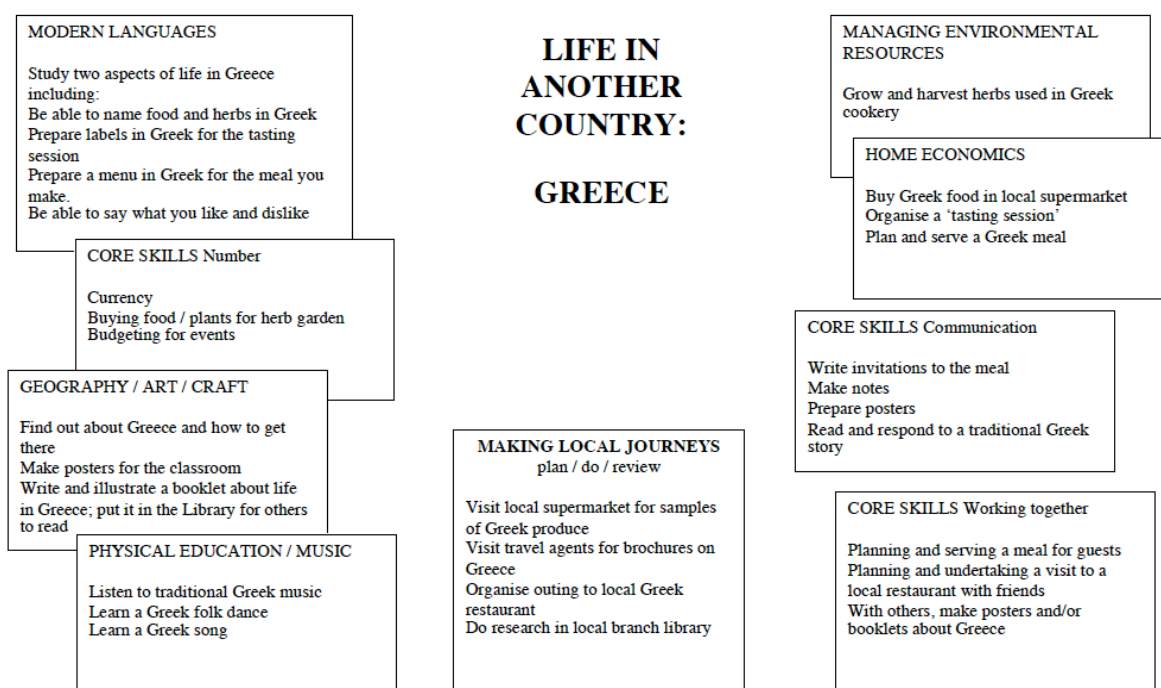 MODERN LANGUAGES
Study two aspects of life in Greece
including:
Be able to name food and herbs in Greek
Prepare labels in Greek for the tasting
session
Prepare a menu in Greek for the meal you
make.
Be able to say what you like and dislike
CORE SKILLS Number
Currency
Buying food / plants for herb garden
Budgeting for events
GEOGRAPHY / ART / CRAFT
Find out about Greece and how to get
there
Make posters for the classroom
Write and illustrate a booklet about life
in Greece; put it in the Library for others
to read
PHYSICAL EDUCATION / MUSIC
Listen to traditional Greek music
Learn a Greek folk dance
Learn a Greek song
LIFE IN
ANOTHER
COUNTRY:
GREECE
MAKING LOCAL JOURNEYS
plan / do / review
Visit local supermarket for samples
of Greek produce
Visit travel agents for brochures on
Greece
Organise outing to local Greek
restaurant
Do research in local branch library
MANAGING ENVIRONMENTAL
RESOURCES
Grow and harvest herbs used in Greek
cookery
HOME ECONOMICS
Buy Greek food in local supermarket
Organise a ‘tasting session’
Plan and serve a Greek meal
CORE SKILLS Communication
Write invitations to the meal
Make notes
Prepare posters
Read and respond to a traditional Greek
story
CORE SKILLS Working together
Planning and serving a meal for guests
Planning and undertaking a visit to a
local restaurant with friends
With others, make posters and/or
booklets about Greece